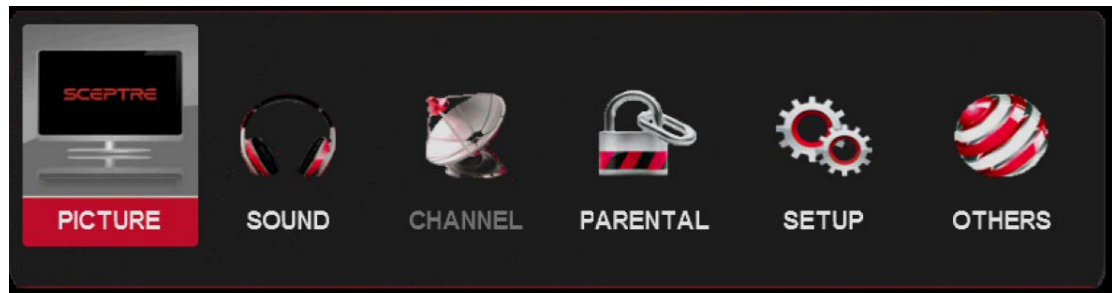 SCEPTRE
PICTURE
SOUND
CHANNEL
PARENTAL
SETUP
OTHERS